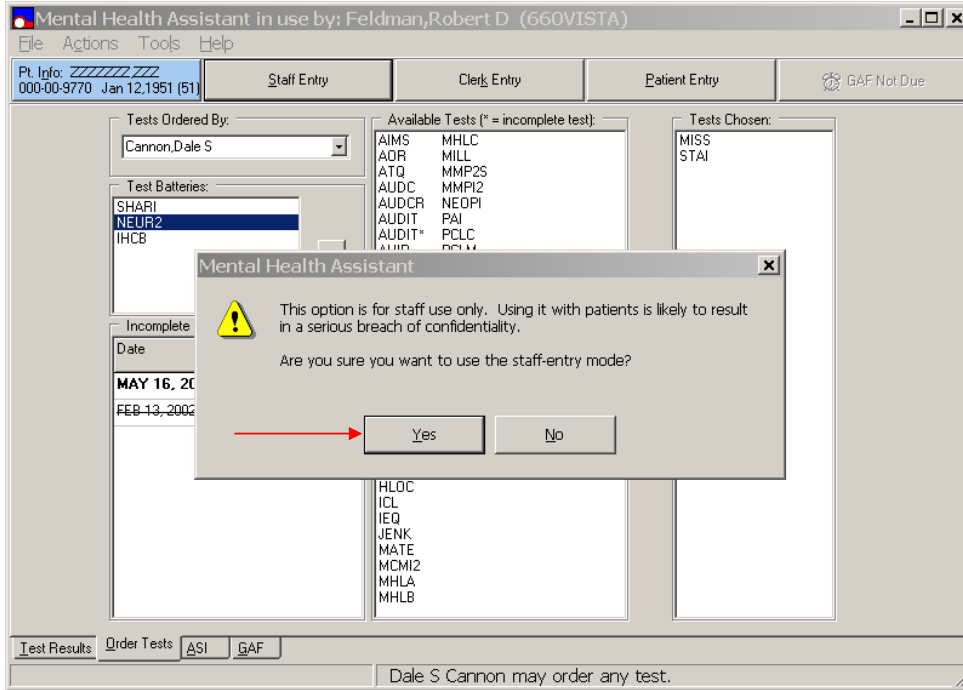 Mental Health Assistant in use by: Feldman,Robert D (660VISTA)
File Actions Tools Help
Pt. Info: ZZZZZZZZ,ZZZ
000-00-9770 Jan 12,1951 (51)
Staff Entry
Clerk Entry
Patient Entry
GAF Not Due
Tests Ordered By:
Cannon,Dale S
Test Batteries:
SHARI
NEUR2
IHCB
Incomplete
Date
MAY 16, 20
FEB 13, 2002
Available Tests (* = incomplete test):
AIMS MHLC
AOR MILL
ATQ MMP2S
AUDC MMPI2
AUDCR NEOPI
AUDIT PAI
AUDIT* PCLC
HLOC
ICL
IEQ
JENK
MATE
MCMI2
MHLA
MHLB
Tests Chosen:
MISS
STAI
Mental Health Assistant
This option is for staff use only. Using it with patients is likely to result
in a serious breach of confidentiality.
Are you sure you want to use the staff-entry mode?
Yes
No
Test Results Order Tests ASI GAF
Dale S Cannon may order any test.